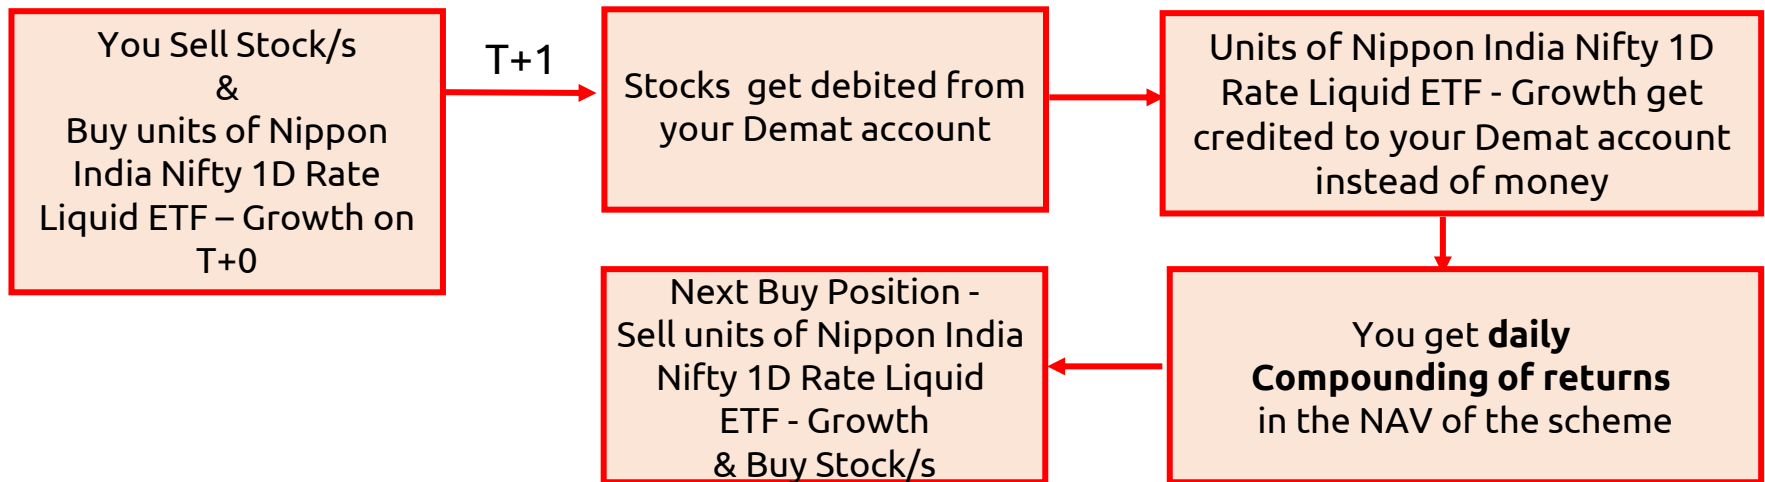 You Sell Stock/s
&
Buy units of Nippon
India Nifty 1D Rate
Liquid ETF – Growth on
T+0
T+1
Stocks get debited from
your Demat account
Units of Nippon India Nifty 1D
Rate Liquid ETF - Growth get
credited to your Demat account
instead of money
You get daily
Compounding of returns
in the NAV of the scheme
Next Buy Position -
Sell units of Nippon India
Nifty 1D Rate Liquid
ETF - Growth
& Buy Stock/s